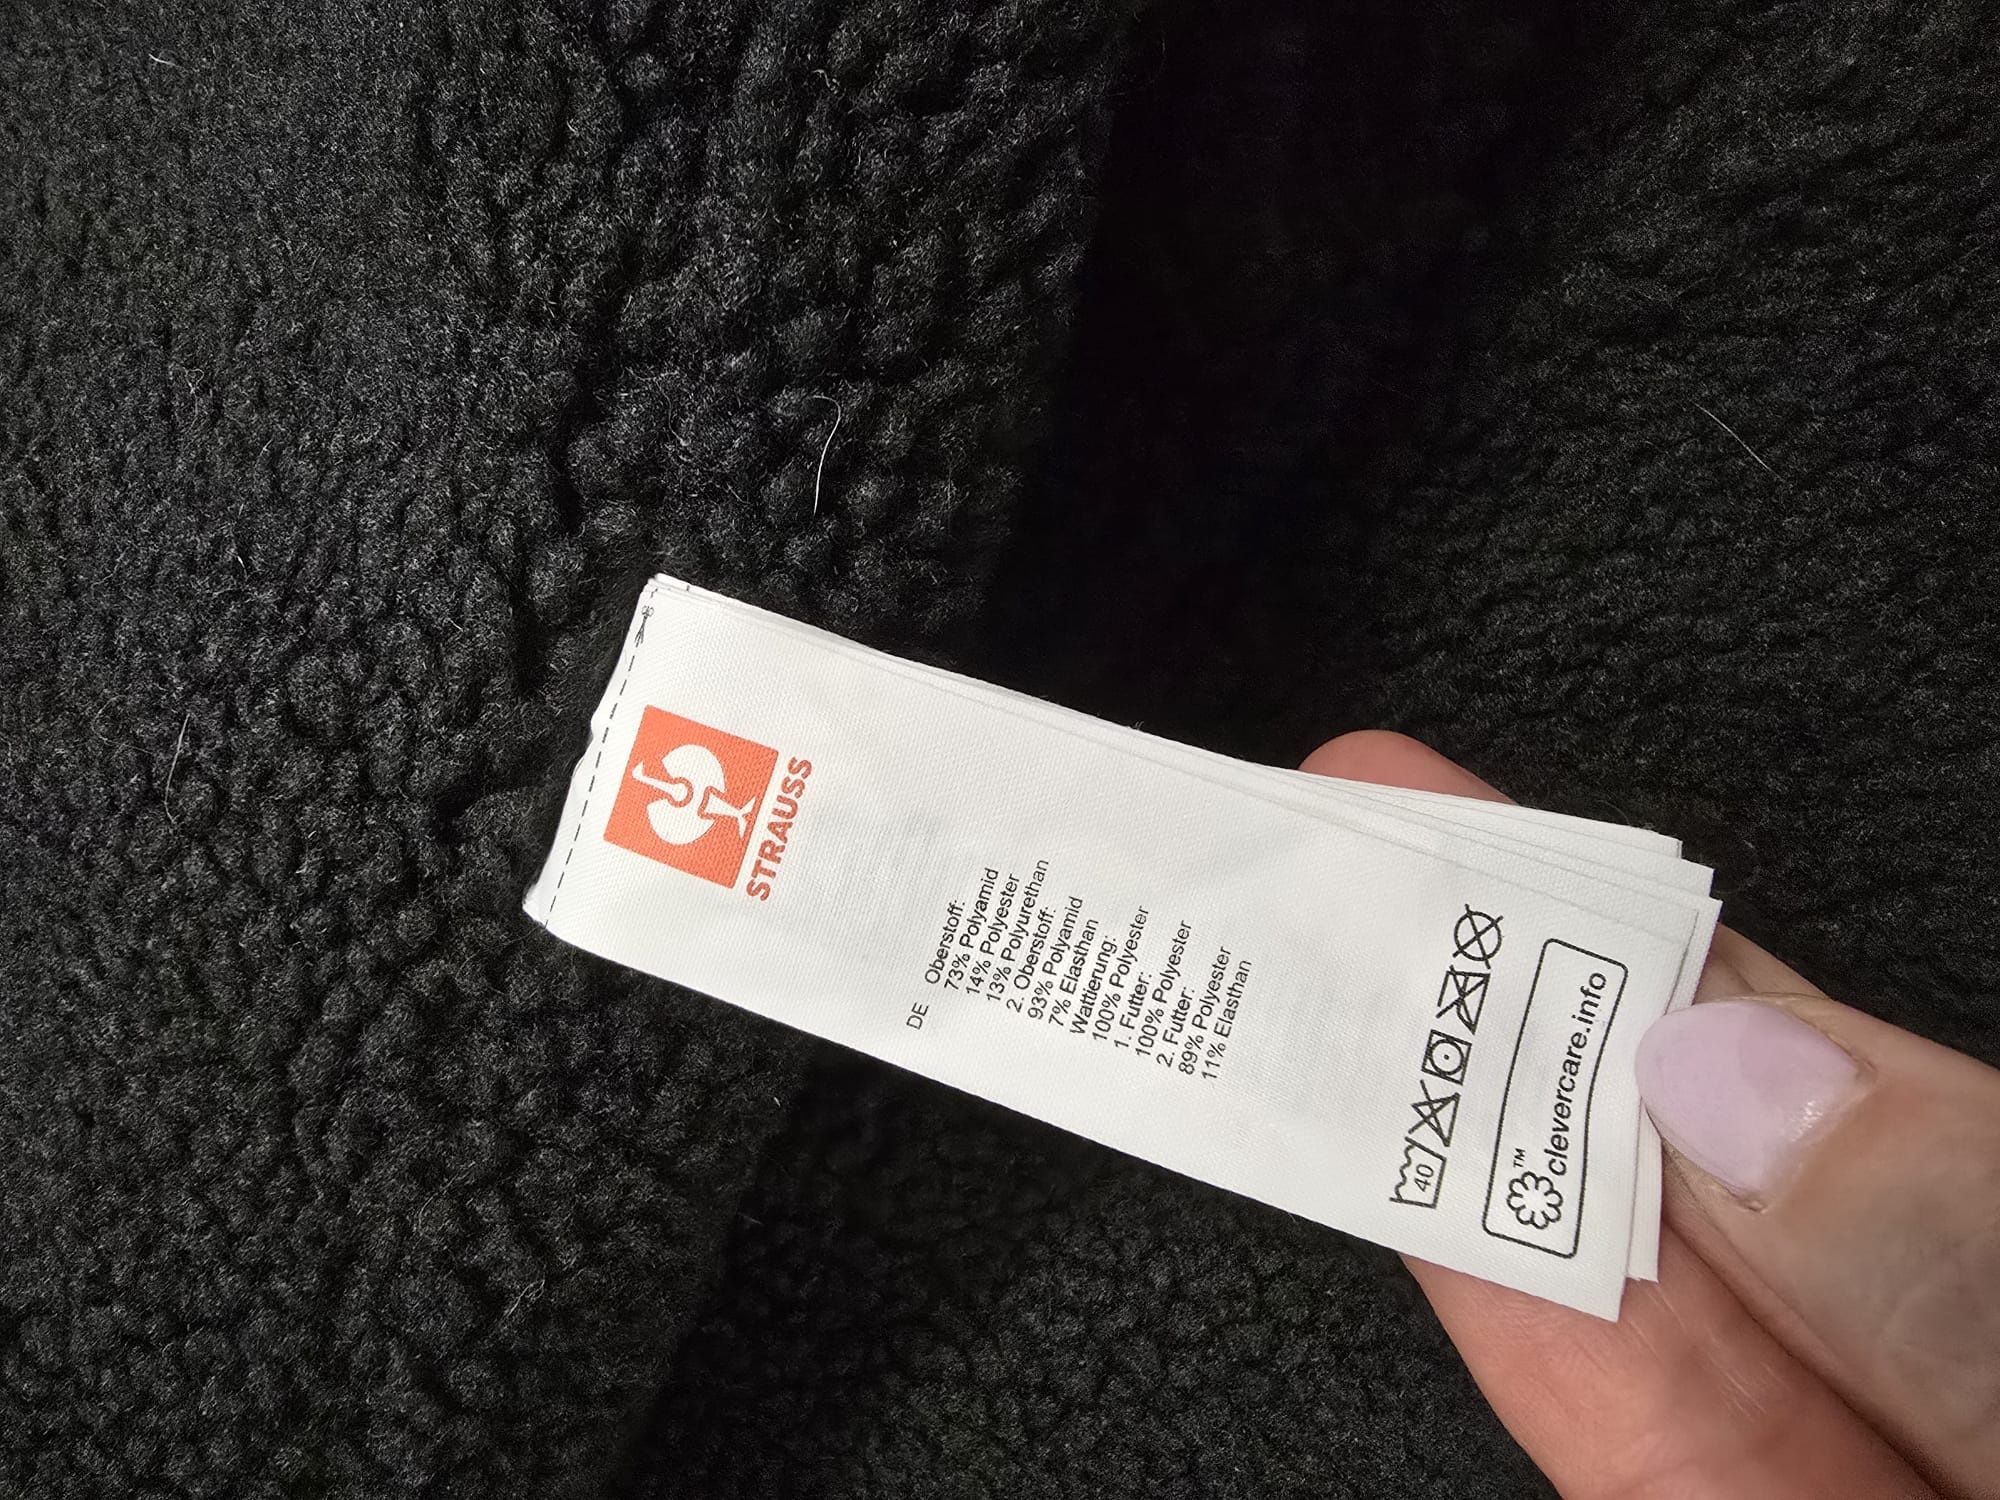 STRAUSS
DE
Oberstoff:
73% Polyamid
14% Polyester
13% Polyurethan
2. Oberstoff:
93% Polyamid
7% Elasthan
Wattierung:
100% Polyester
1. Futter:
100% Polyester
2. Futter:
89% Polyester
11% Elasthan
40
™ clevercare.info